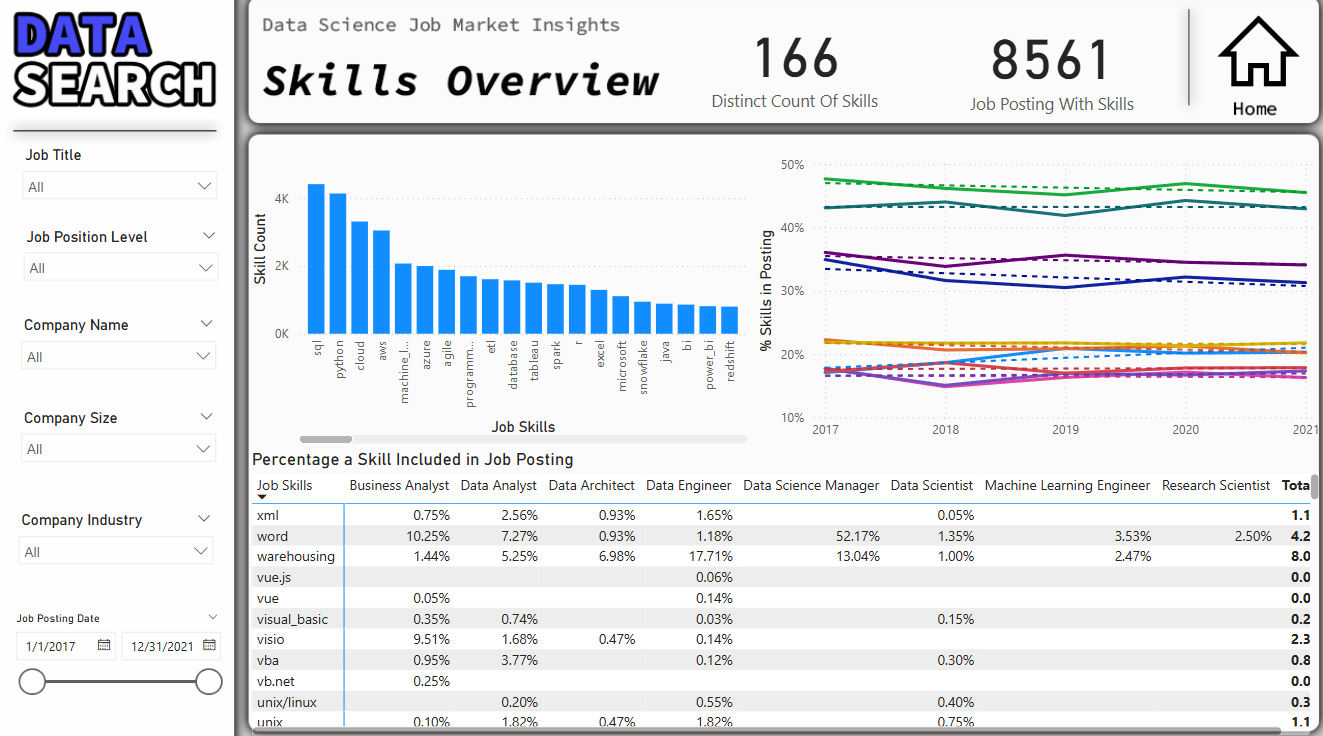 DATA
SEARCH
Job Title
All
Job Position Level
All
Company Name
All
Company Size
All
Company Industry
All
Job Posting Date
1/1/2017 12/31/2021
Data Science Job Market Insights
Skills Overview
166
Distinct Count Of Skills
8561
Job Posting With Skills
Home
Skill Count
4K
2K
0K
sql
python
cloud
aws
machine_l...
azure
agile
programm...
etl
database
tableau
spark
r
excel
microsoft
snowflake
java
bi
power_bi
redshift
Job Skills
% Skills in Posting
50%
40%
30%
20%
10%
2017 2018 2019 2020 2021
Percentage a Skill Included in Job Posting
Job Skills Business Analyst Data Analyst Data Architect Data Engineer Data Science Manager Data Scientist Machine Learning Engineer Research Scientist Tota
xml 0.75% 2.56% 0.93% 1.65% 0.05% 1.1
word 10.25% 7.27% 0.93% 1.18% 52.17% 1.35% 3.53% 2.50% 4.2
warehousing 1.44% 5.25% 6.98% 17.71% 13.04% 1.00% 2.47% 8.0
vue.js 0.06% 0.0
vue 0.05% 0.14% 0.0
visual_basic 0.35% 0.74% 0.03% 0.15% 0.2
visio 9.51% 1.68% 0.47% 0.14% 2.3
vba 0.95% 3.77% 0.12% 0.30% 0.8
vb.net 0.25% 0.0
unix/linux 0.20% 0.55% 0.40% 0.3
unix 0.10% 1.82% 0.47% 1.82% 0.75% 1.1